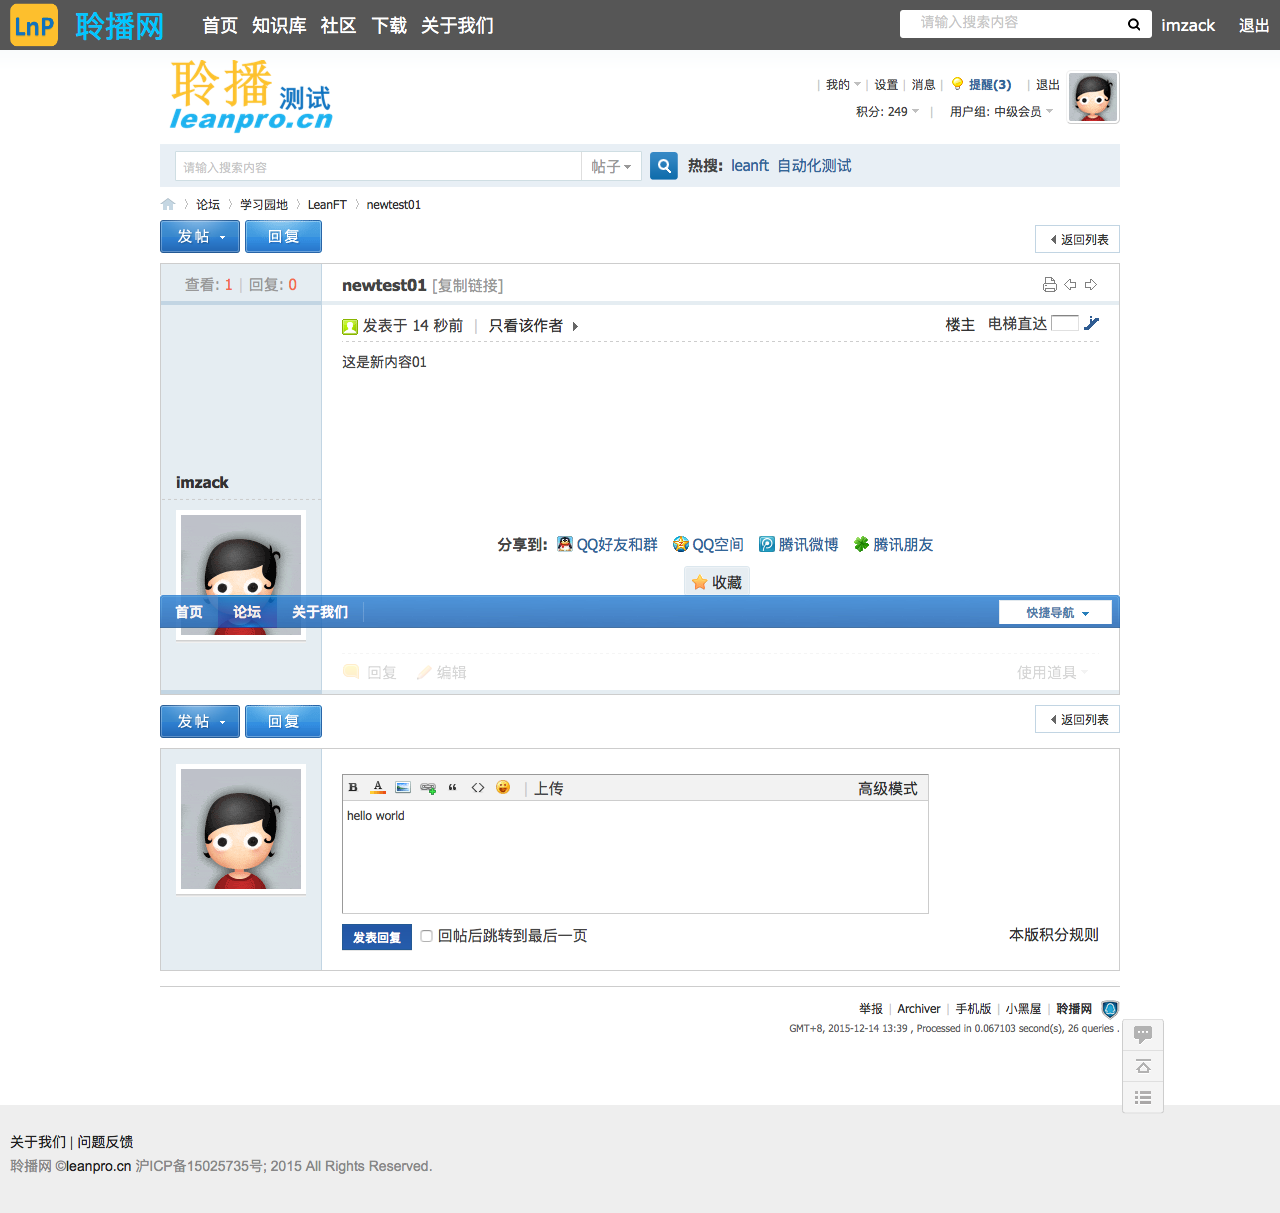 LnP 聆播网 首页 知识库 社区 下载 关于我们 请输入搜索内容 imzack 退出
聆播 测试
leanpro.cn
| 我的 | 设置 | 消息 | 提醒(3) | 退出
积分: 249 | 用户组: 中级会员
请输入搜索内容 帖子 热搜: leanft 自动化测试
论坛 〉 学习园地 〉 LeanFT 〉 newtest01
发帖 回复 返回列表
查看: 1 | 回复: 0 newtest01 [复制链接]
发表于 14 秒前 | 只看该作者 楼主 电梯直达
这是新内容01
imzack
分享到: QQ好友和群 QQ空间 腾讯微博 腾讯朋友
收藏
首页 论坛 关于我们 快捷导航
回复 编辑 使用道具
发帖 回复 返回列表
B A “ <> | 上传 高级模式
hello world
发表回复 回帖后跳转到最后一页 本版积分规则
举报 | Archiver | 手机版 | 小黑屋 | 聆播网
GMT+8, 2015-12-14 13:39 , Processed in 0.067103 second(s), 26 queries .
关于我们 | 问题反馈
聆播网 ©leanpro.cn 沪ICP备15025735号; 2015 All Rights Reserved.